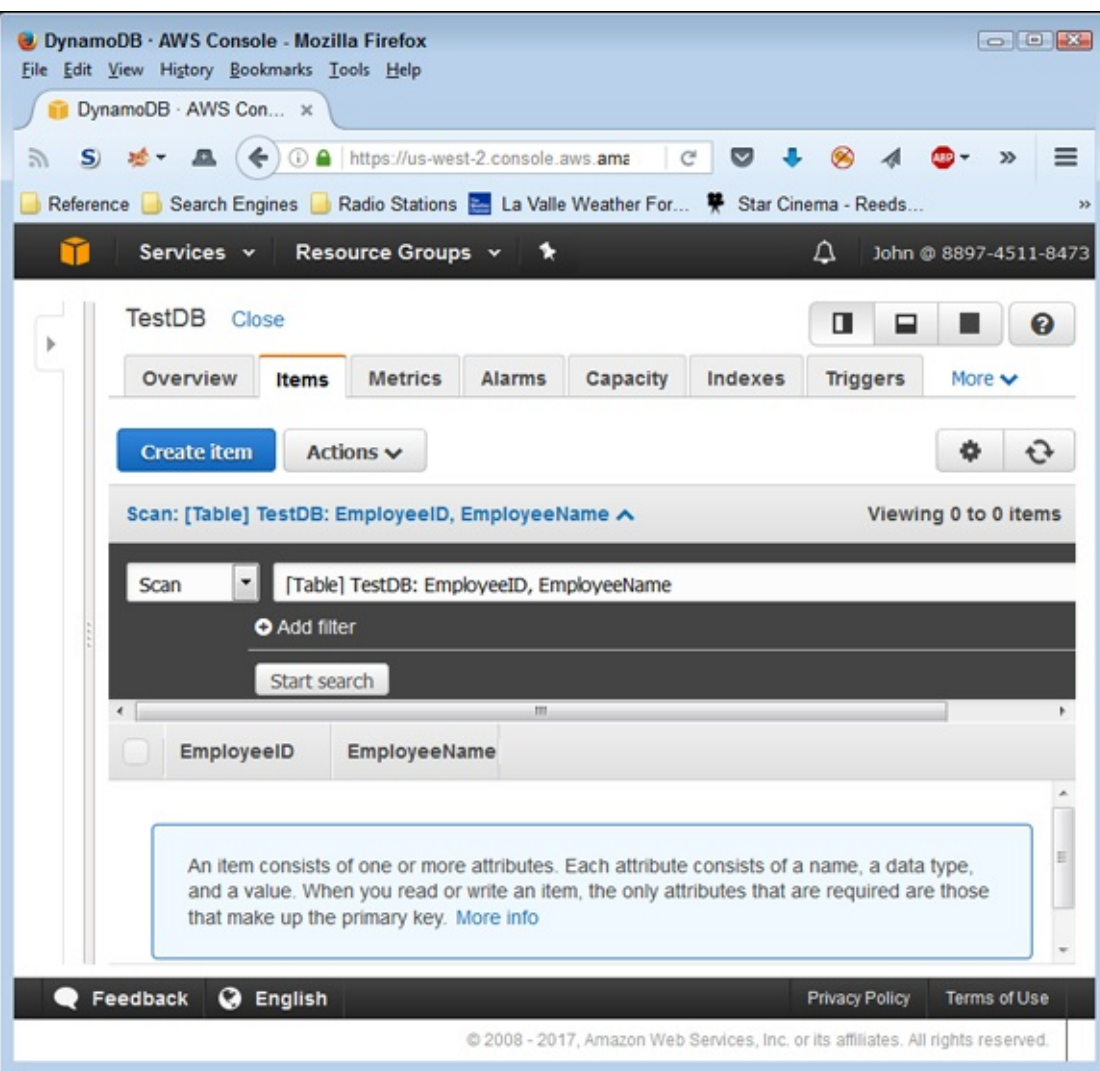 DynamoDB · AWS Console - Mozilla Firefox
File Edit View History Bookmarks Tools Help
DynamoDB · AWS Con... ×
S ABP »
https://us-west-2.console.aws.ama
Reference Search Engines Radio Stations La Valle Weather For... Star Cinema - Reeds... »
Services Resource Groups John @ 8897-4511-8473
TestDB Close ?
Overview Items Metrics Alarms Capacity Indexes Triggers More
Create item Actions
Scan: [Table] TestDB: EmployeeID, EmployeeName Viewing 0 to 0 items
Scan [Table] TestDB: EmployeeID, EmployeeName
Add filter
Start search
EmployeeID EmployeeName
An item consists of one or more attributes. Each attribute consists of a name, a data type,
and a value. When you read or write an item, the only attributes that are required are those
that make up the primary key. More info
Feedback English Privacy Policy Terms of Use
© 2008 - 2017, Amazon Web Services, Inc. or its affiliates. All rights reserved.